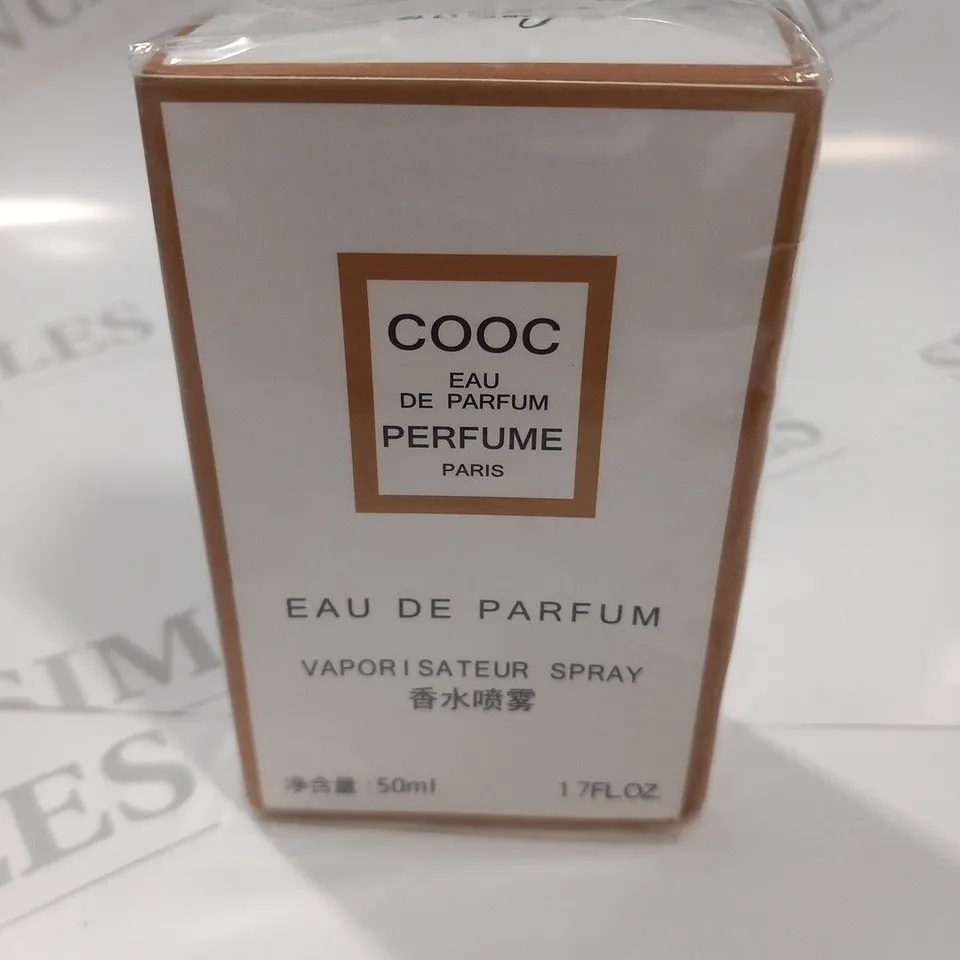 COOC
EAU
DE PARFUM
PERFUME
PARIS
EAU DE PARFUM
VAPORISATEUR SPRAY
香水喷雾
净含量:50ml 1.7FL.OZ